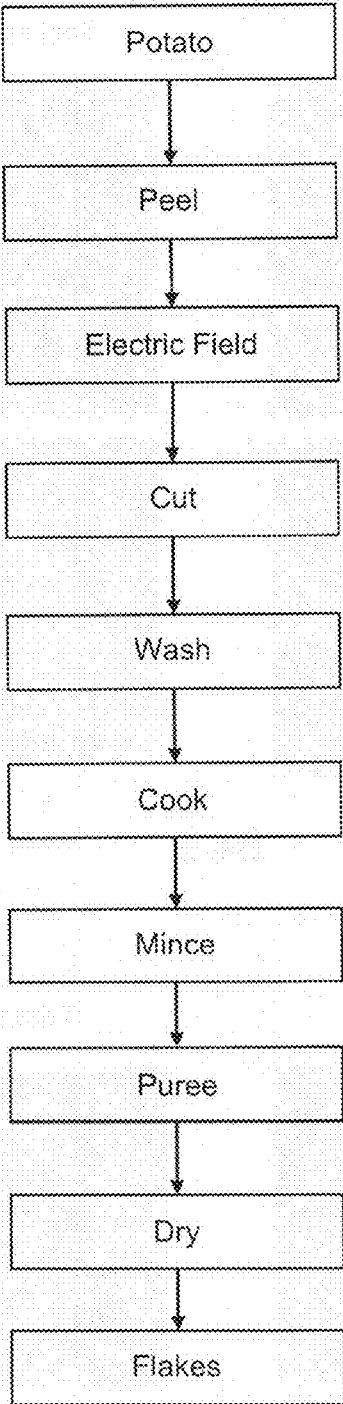 Potato
Peel
Electric Field
Cut
Wash
Cook
Mince
Puree
Dry
Flakes